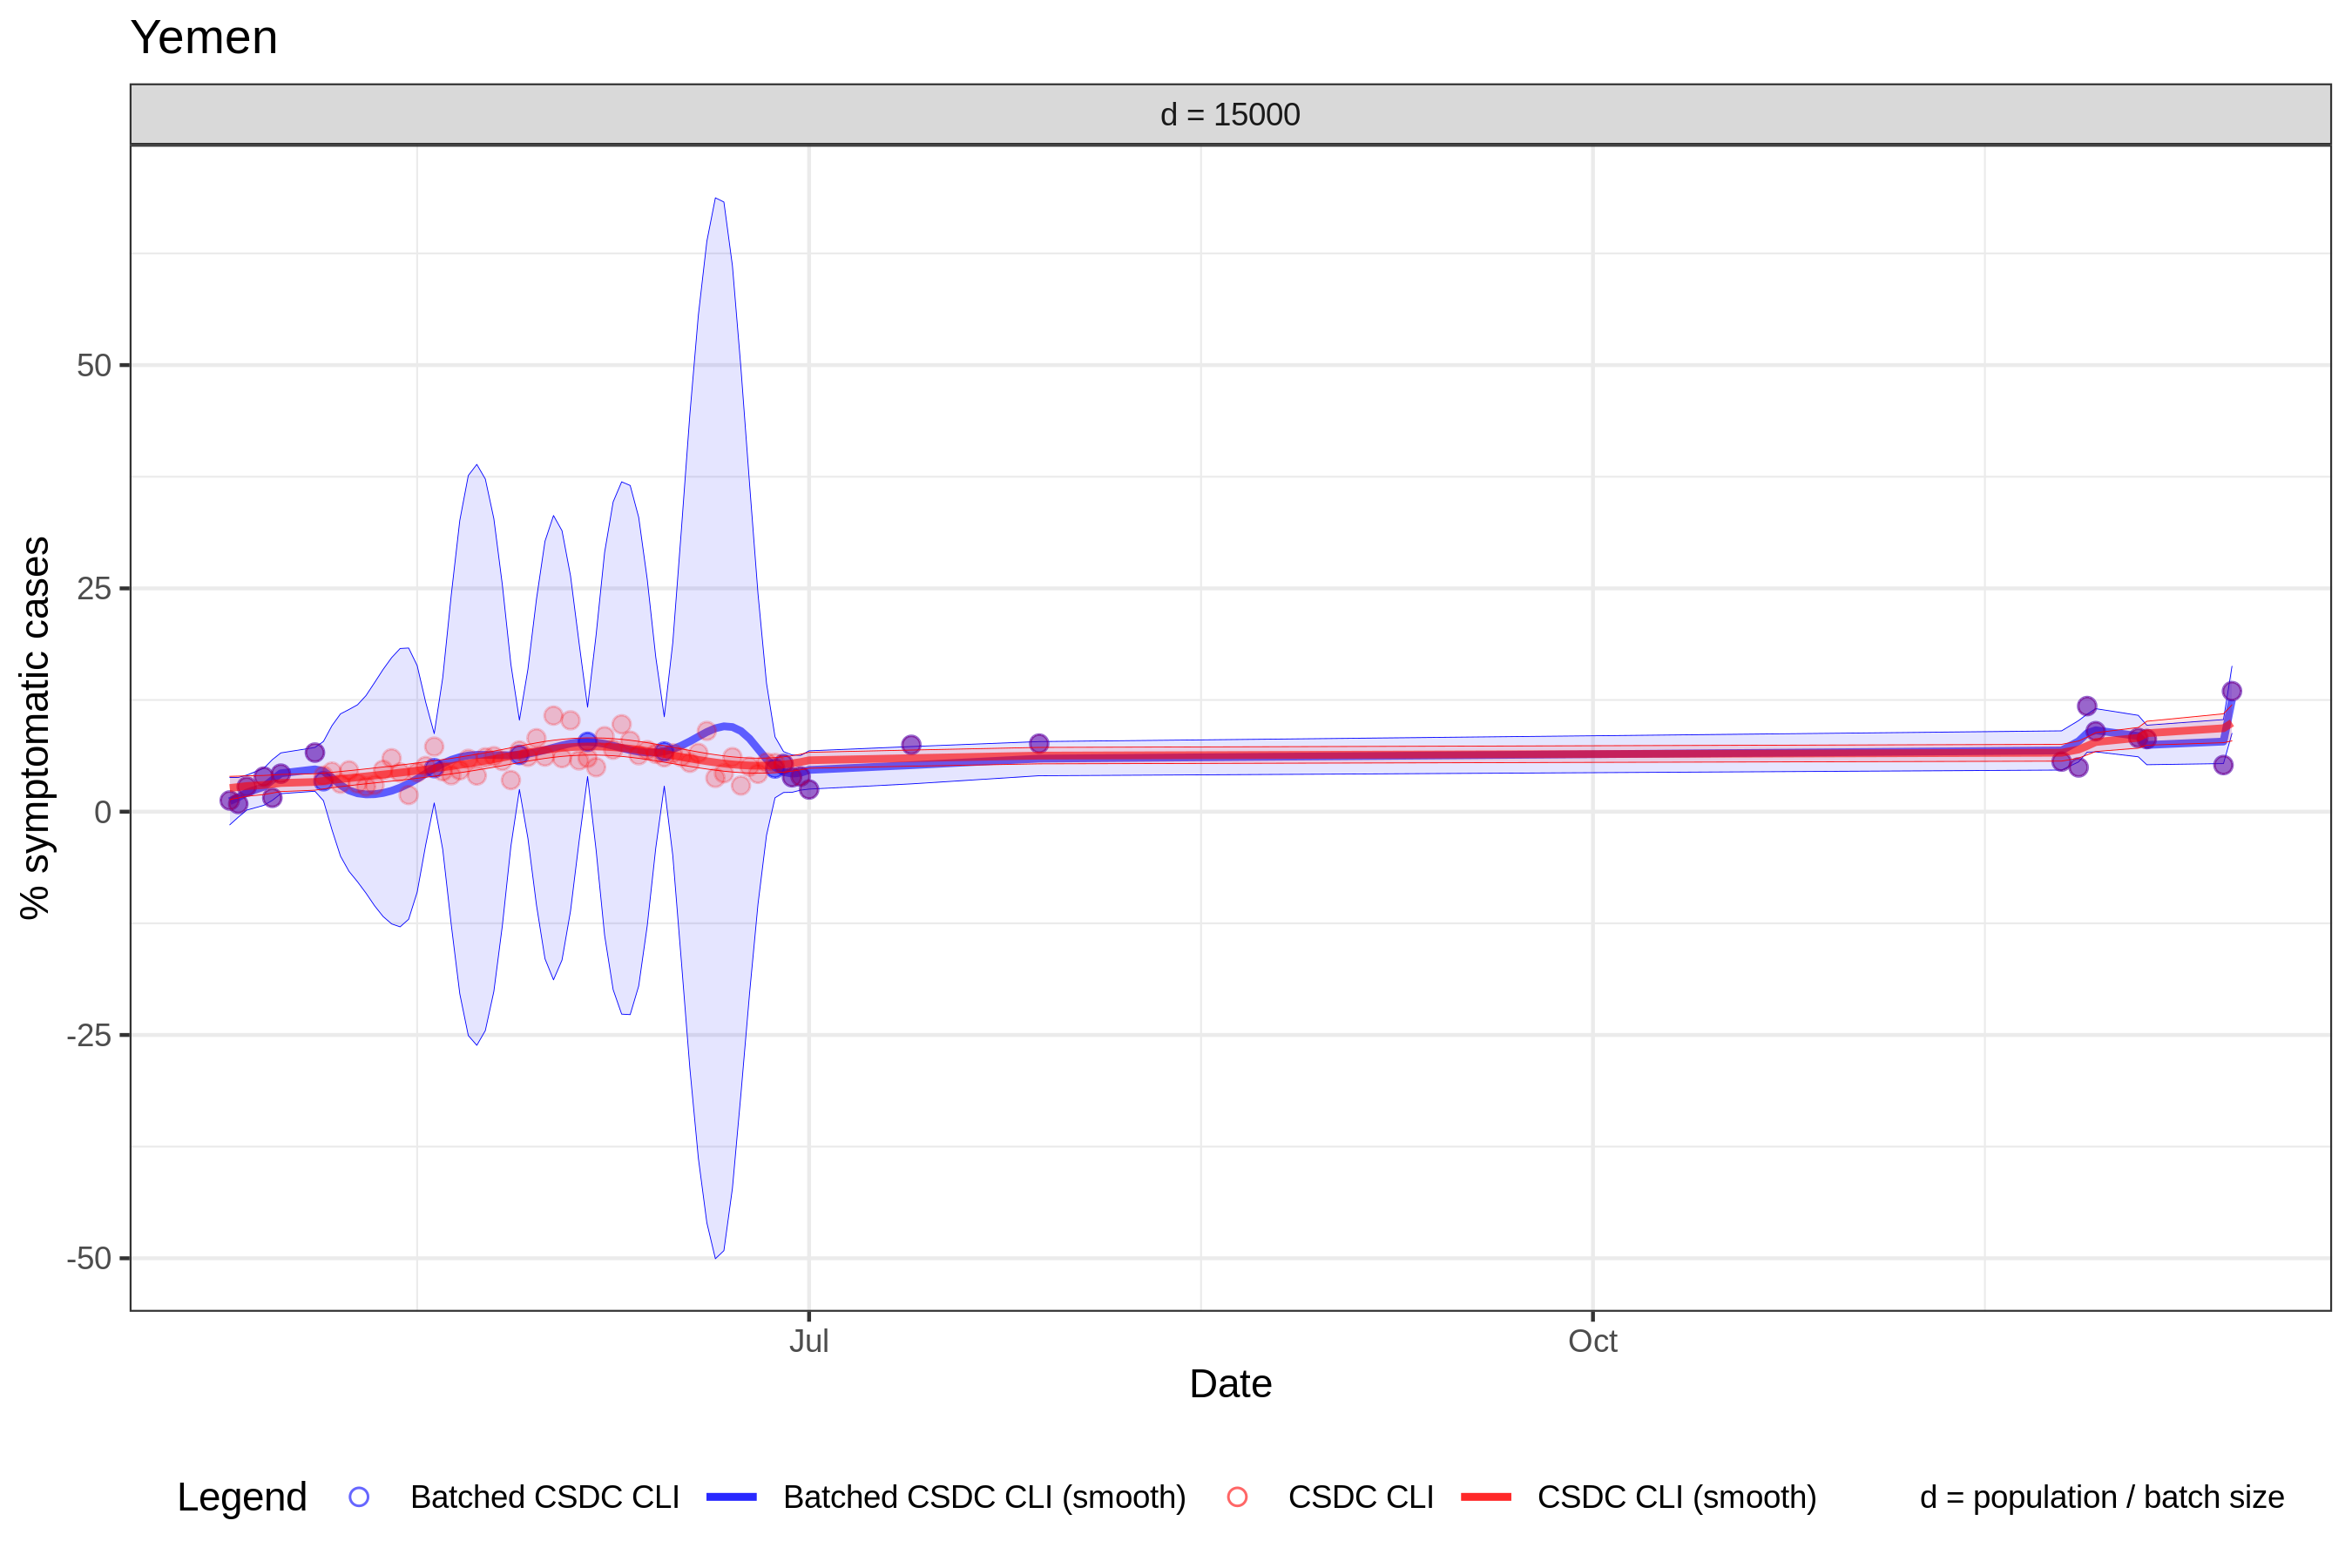 Yemen
d = 15000
% symptomatic cases
50
25
0
-25
-50
Jul
Oct
Date
Legend
Batched CSDC CLI
Batched CSDC CLI (smooth)
CSDC CLI
CSDC CLI (smooth)
d = population / batch size